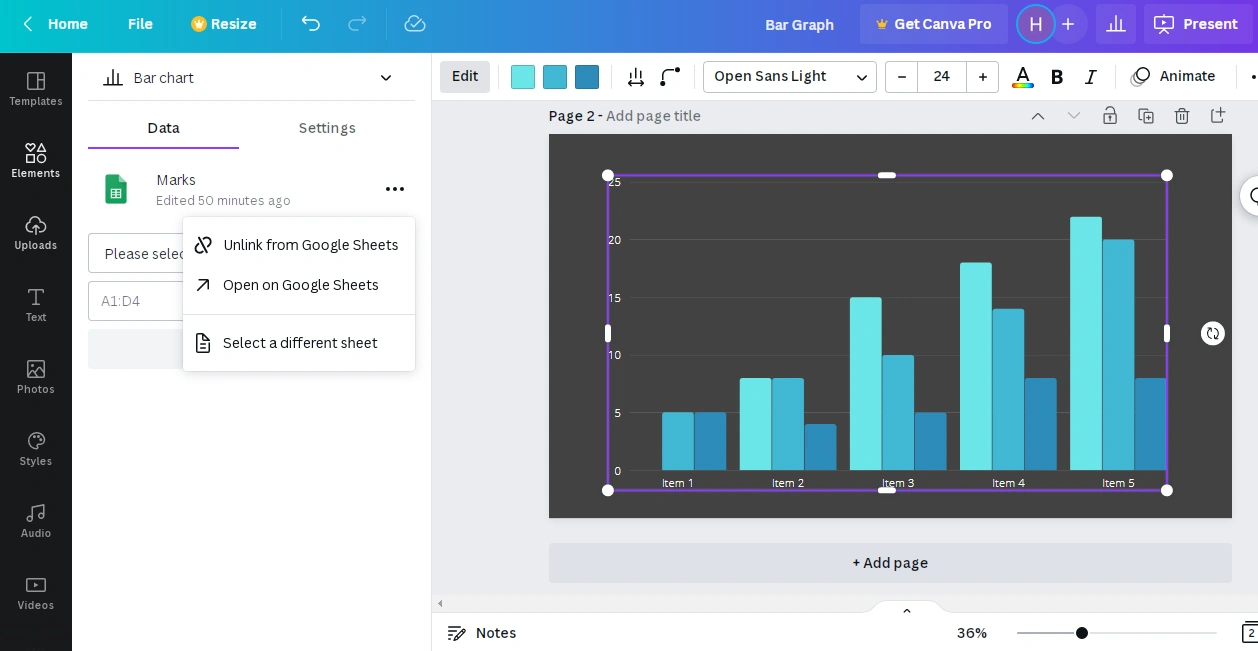 Home File Resize Bar Graph Get Canva Pro H + Present
Templates
Elements
Uploads
Text
Photos
Styles
Audio
Videos
Bar chart
Data Settings
Marks
Edited 50 minutes ago
Please selec
A1:D4
Unlink from Google Sheets
Open on Google Sheets
Select a different sheet
Edit Open Sans Light – 24 + A B I Animate
Page 2 - Add page title
25
20
15
10
5
0
Item 1 Item 2 Item 3 Item 4 Item 5
+ Add page
Notes 36% 2